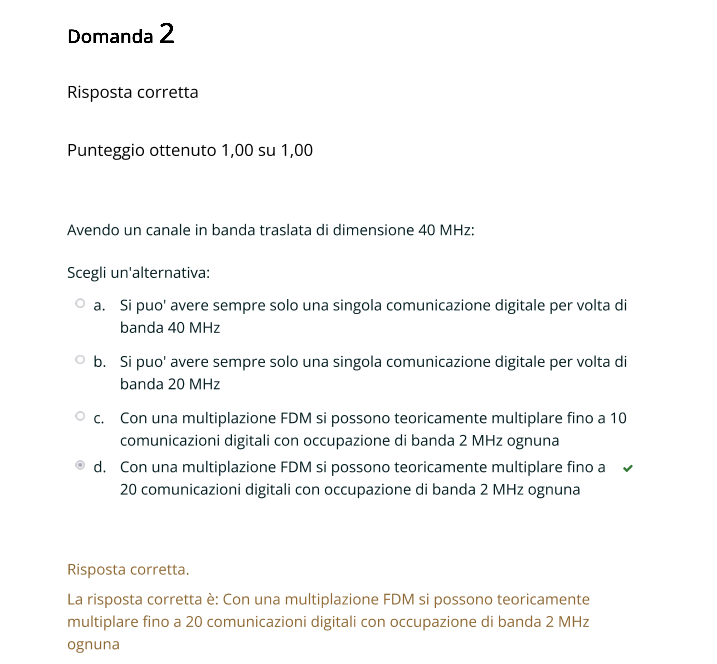 Domanda 2
Risposta corretta
Punteggio ottenuto 1,00 su 1,00
Avendo un canale in banda traslata di dimensione 40 MHz:
Scegli un'alternativa:
a. Si puo' avere sempre solo una singola comunicazione digitale per volta di
banda 40 MHz
b. Si puo' avere sempre solo una singola comunicazione digitale per volta di
banda 20 MHz
c. Con una multiplazione FDM si possono teoricamente multiplare fino a 10
comunicazioni digitali con occupazione di banda 2 MHz ognuna
d. Con una multiplazione FDM si possono teoricamente multiplare fino a
20 comunicazioni digitali con occupazione di banda 2 MHz ognuna
Risposta corretta.
La risposta corretta è: Con una multiplazione FDM si possono teoricamente
multiplare fino a 20 comunicazioni digitali con occupazione di banda 2 MHz
ognuna